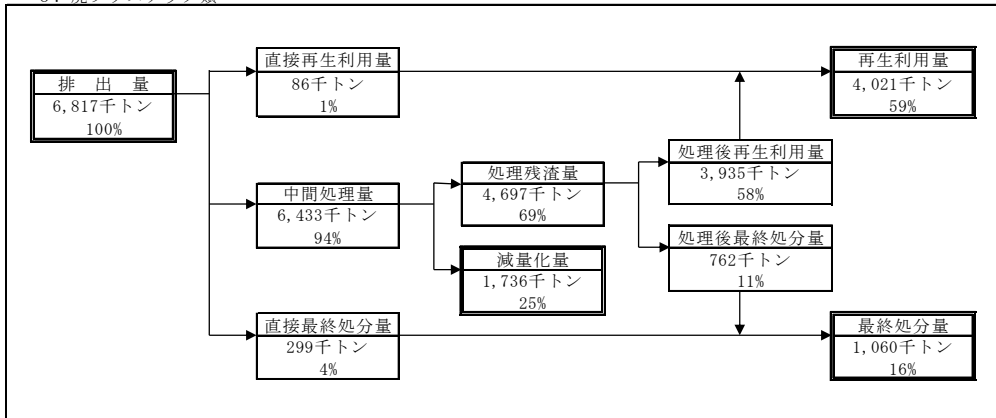 排 出 量
6,817千トン
100%
直接再生利用量
86千トン
1%
再生利用量
4,021千トン
59%
中間処理量
6,433千トン
94%
処理残渣量
4,697千トン
69%
処理後再生利用量
3,935千トン
58%
減量化量
1,736千トン
25%
処理後最終処分量
762千トン
11%
直接最終処分量
299千トン
4%
最終処分量
1,060千トン
16%